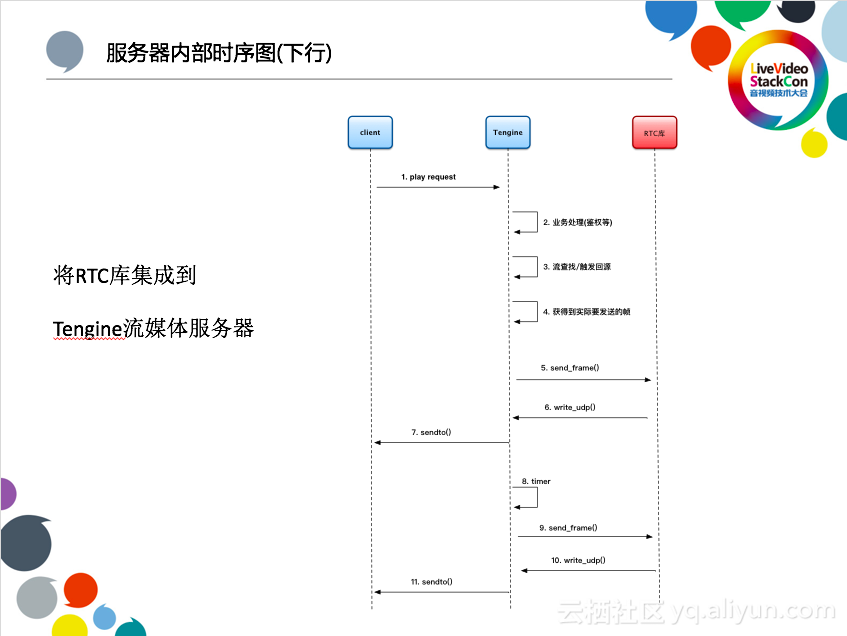 服务器内部时序图(下行)
LiveVideo
StackCon
音视频技术大会
client
Tengine
RTC库
1. play request
2. 业务处理(鉴权等)
3. 流查找/触发回源
4. 获得到实际要发送的帧
将RTC库集成到
Tengine流媒体服务器
5. send_frame()
6. write_udp()
7. sendto()
8. timer
9. send_frame()
10. write_udp()
11. sendto()
云栖社区 yq.aliyun.com